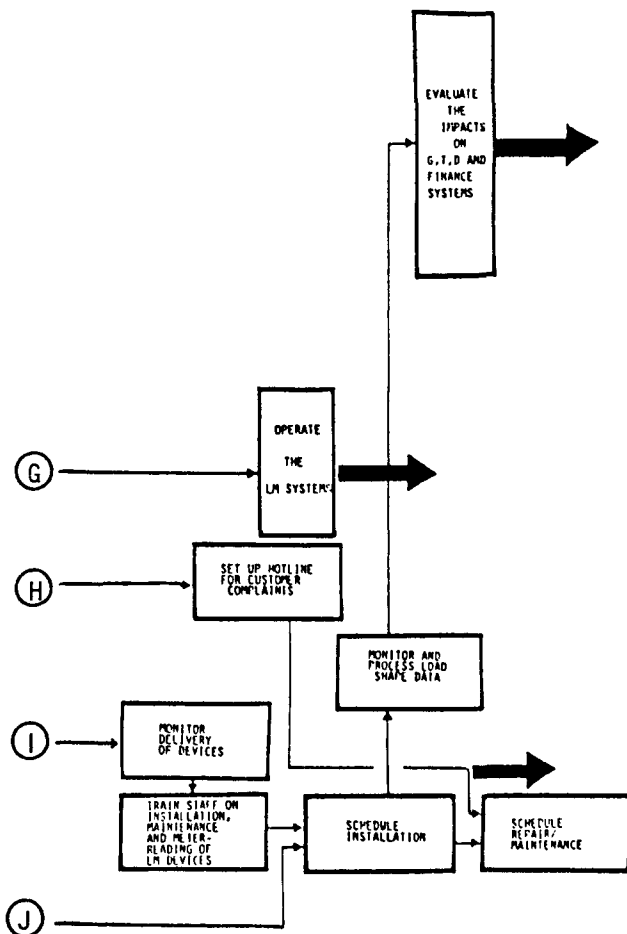 EVALUATE
THE
IMPACTS
ON
G,T,D AND
FINANCE
SYSTEMS
OPERATE
THE
LM SYSTEMS
G
SET UP HOTLINE
FOR CUSTOMER
COMPLAINTS
H
MONITOR AND
PROCESS LOAD
SHAPE DATA
MONITOR
DELIVERY
OF DEVICES
I
TRAIN STAFF ON
INSTALLATION,
MAINTENANCE
AND METER-
READING OF
LM DEVICES
SCHEDULE
INSTALLATION
SCHEDULE
REPAIR/
MAINTENANCE
J